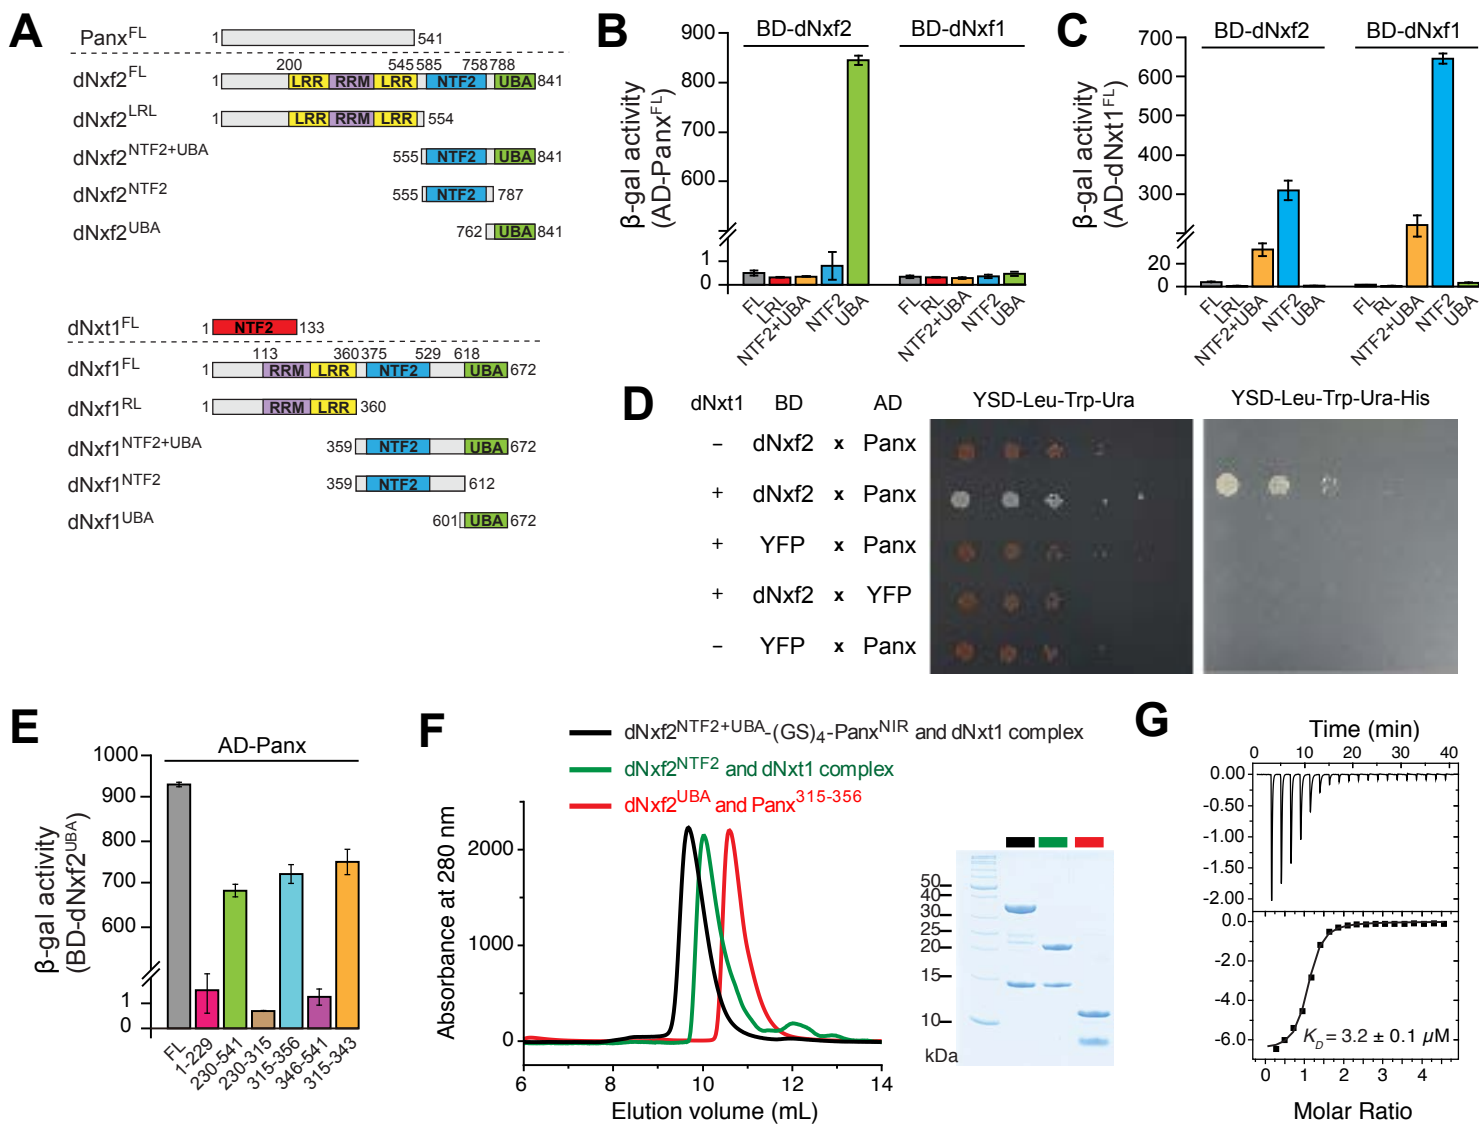 A
Panx^FL 1 541
200 545 585 758 788
dNxf2^FL 1 LRR RRM LRR NTF2 UBA 841
dNxf2^LRL 1 LRR RRM LRR 554
dNxf2^NTF2+UBA 555 NTF2 UBA 841
dNxf2^NTF2 555 NTF2 787
dNxf2^UBA 762 UBA 841
dNxt1^FL 1 NTF2 133
113 360 375 529 618
dNxf1^FL 1 RRM LRR NTF2 UBA 672
dNxf1^RL 1 RRM LRR 360
dNxf1^NTF2+UBA 359 NTF2 UBA 672
dNxf1^NTF2 359 NTF2 612
dNxf1^UBA 601 UBA 672
B
BD-dNxf2 BD-dNxf1
β-gal activity
(AD-Panx^FL)
900
800
700
600
1
0
FL LRL NTF2+UBA NTF2 UBA FL RL NTF2+UBA NTF2 UBA
C
BD-dNxf2 BD-dNxf1
β-gal activity
(AD-dNxt1^FL)
700
600
500
400
300
20
0
FL LRL NTF2+UBA NTF2 UBA FL RL NTF2+UBA NTF2 UBA
D
dNxt1 BD AD YSD-Leu-Trp-Ura YSD-Leu-Trp-Ura-His
– dNxf2 x Panx
+ dNxf2 x Panx
+ YFP x Panx
+ dNxf2 x YFP
– YFP x Panx
E
AD-Panx
β-gal activity
(BD-dNxf2^UBA)
1000
900
800
700
600
1
0
FL 1-229 230-541 230-315 315-356 346-541 315-343
F
dNxf2^NTF2+UBA-(GS)₄-Panx^NIR and dNxt1 complex
dNxf2^NTF2 and dNxt1 complex
dNxf2^UBA and Panx^315-356
Absorbance at 280 nm
2000
1000
0
6 8 10 12 14
Elution volume (mL)
50
40
30
25
20
15
10
kDa
G
Time (min)
0 10 20 30 40
0.00
-0.50
-1.00
-1.50
-2.00
0.0
-2.0
-4.0
-6.0
K_D = 3.2 ± 0.1 μM
0 1 2 3 4
Molar Ratio